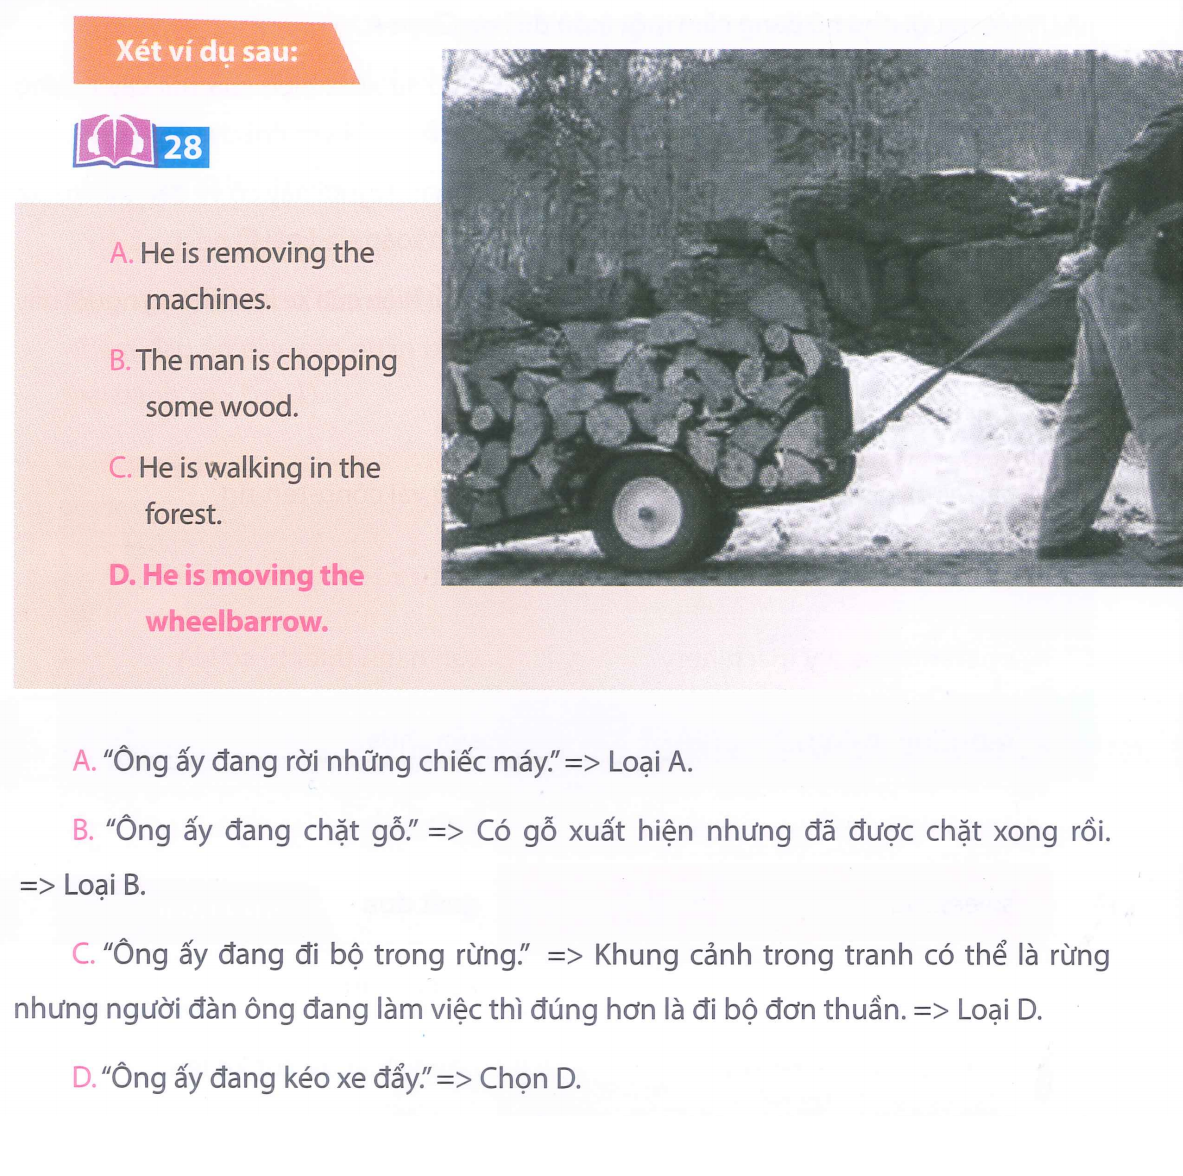 Xét ví dụ sau:
28
A. He is removing the
machines.
B. The man is chopping
some wood.
C. He is walking in the
forest.
D. He is moving the
wheelbarrow.
A. “Ông ấy đang rời những chiếc máy.” => Loại A.
B. “Ông ấy đang chặt gỗ.” => Có gỗ xuất hiện nhưng đã được chặt xong rồi.
=> Loại B.
C. “Ông ấy đang đi bộ trong rừng.” => Khung cảnh trong tranh có thể là rừng
nhưng người đàn ông đang làm việc thì đúng hơn là đi bộ đơn thuần. => Loại D.
D. “Ông ấy đang kéo xe đẩy.” => Chọn D.